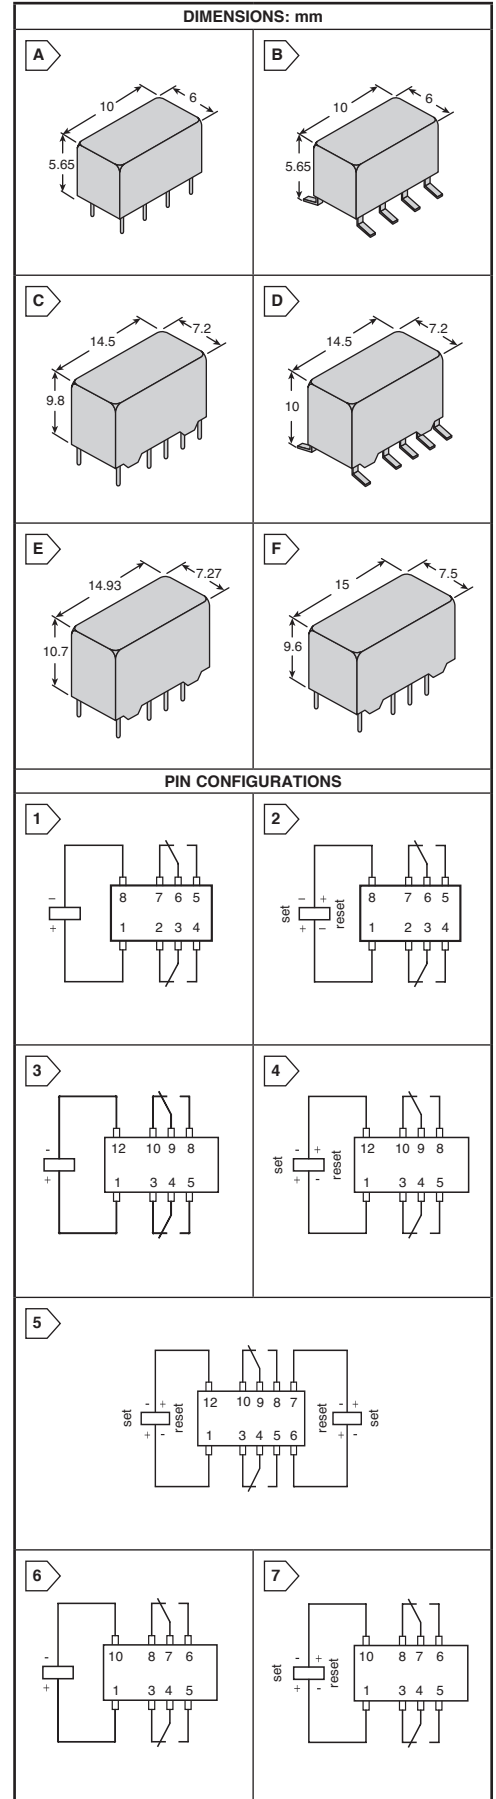 DIMENSIONS: mm
A
10
6
5.65
B
10
6
5.65
C
14.5
7.2
9.8
D
14.5
7.2
10
E
14.93
7.27
10.7
F
15
7.5
9.6
PIN CONFIGURATIONS
1
–
+
8 7 6 5
1 2 3 4
2
set
– +
+ –
reset
8 7 6 5
1 2 3 4
3
-
+
12 10 9 8
1 3 4 5
4
set
- +
+ -
reset
12 10 9 8
1 3 4 5
5
set
- +
+ -
reset
12 10 9 8 7
1 3 4 5 6
reset
- +
+ -
set
6
-
+
10 8 7 6
1 3 4 5
7
set
- +
+ -
reset
10 8 7 6
1 3 4 5